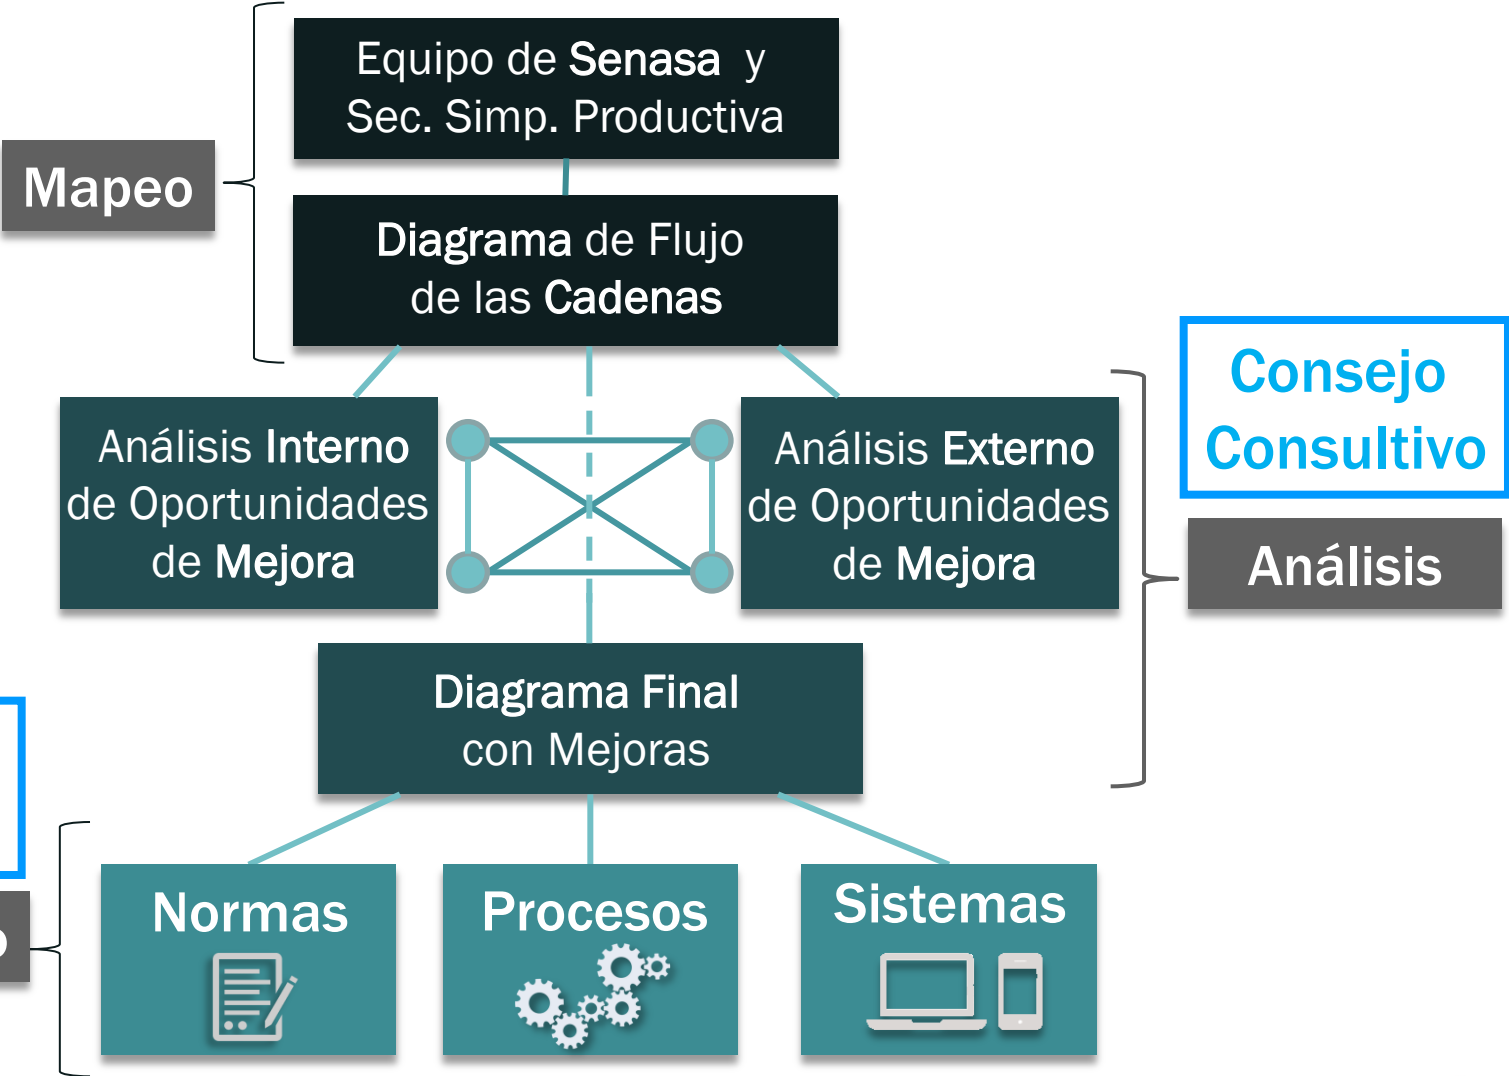 Equipo de Senasa y
Sec. Simp. Productiva
Mapeo
Diagrama de Flujo
de las Cadenas
Consejo
Consultivo
Análisis Interno
de Oportunidades
de Mejora
Análisis Externo
de Oportunidades
de Mejora
Análisis
Diagrama Final
con Mejoras
Normas
Procesos
Sistemas